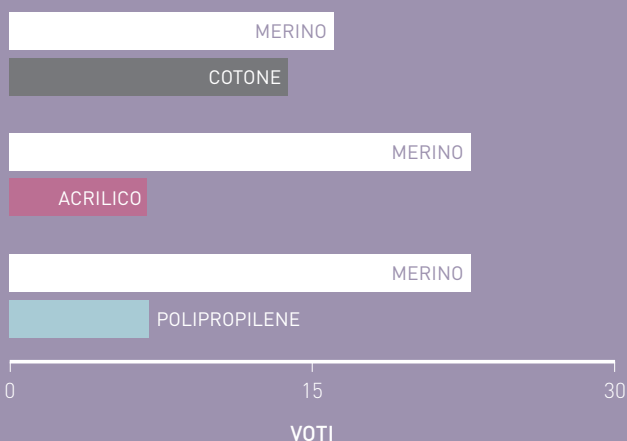 MERINO
COTONE
MERINO
ACRILICO
MERINO
POLIPROPILENE
0 15 30
VOTI